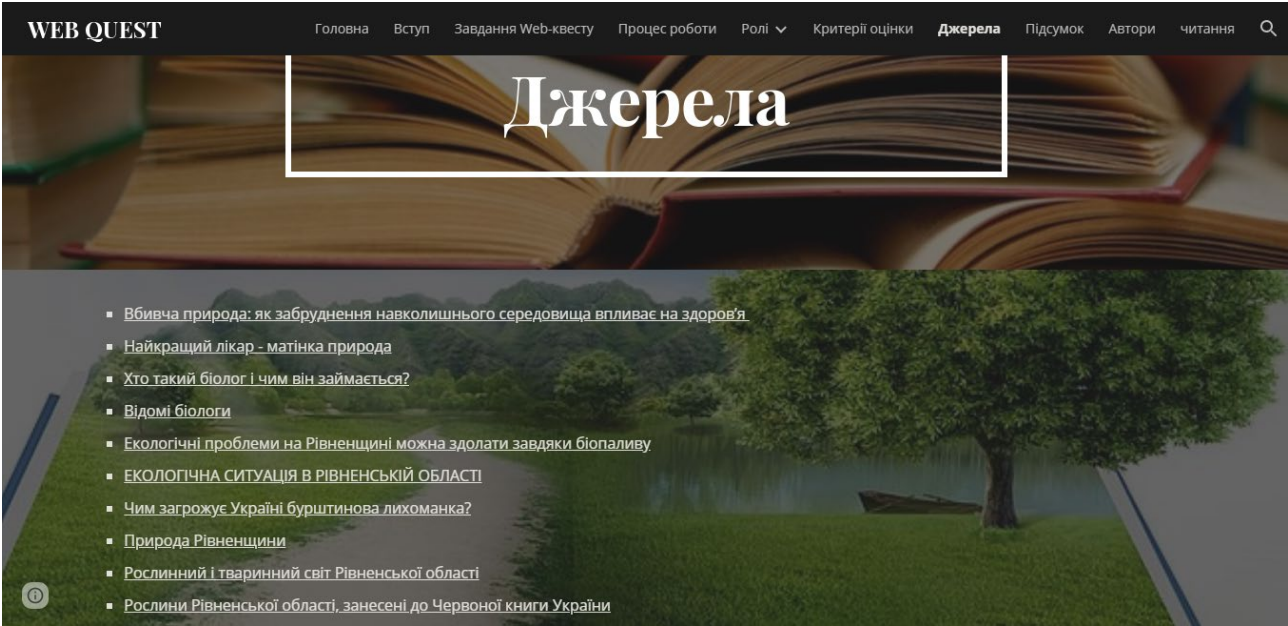 WEB QUEST
Головна Вступ Завдання Web-квесту Процес роботи Ролі Критерії оцінки Джерела Підсумок Автори читання
Джерела
Вбивча природа: як забруднення навколишнього середовища впливає на здоров'я
Найкращий лікар - матінка природа
Хто такий біолог і чим він займається?
Відомі біологи
Екологічні проблеми на Рівненщині можна здолати завдяки біопаливу
ЕКОЛОГІЧНА СИТУАЦІЯ В РІВНЕНСЬКІЙ ОБЛАСТІ
Чим загрожує Україні бурштинова лихоманка?
Природа Рівненщини
Рослинний і тваринний світ Рівненської області
Рослини Рівненської області, занесені до Червоної книги України